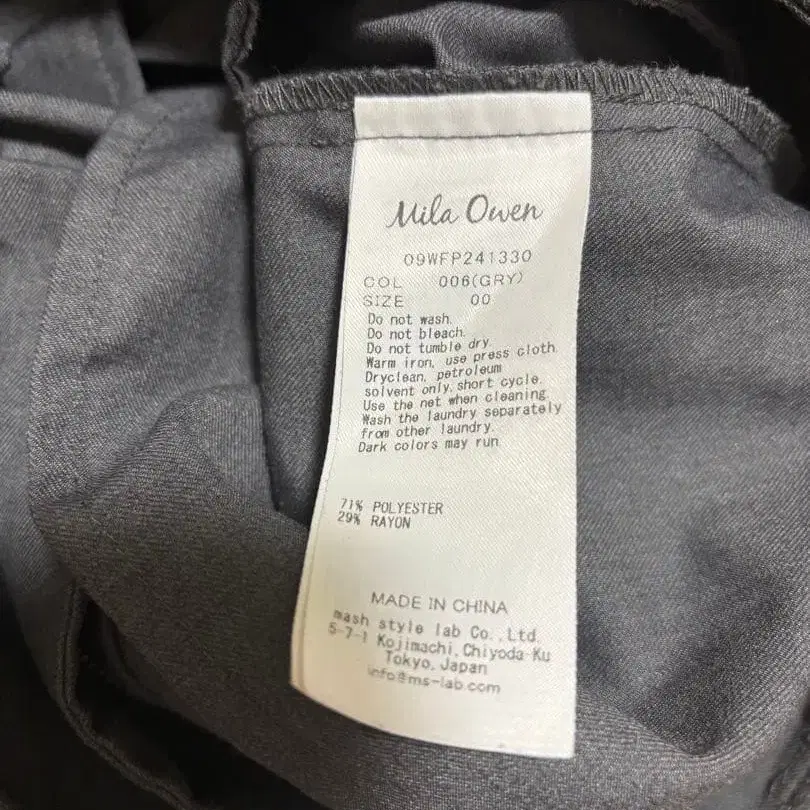 Mila Owen
09WFP241330
COL 006(GRY)
SIZE 00
Do not wash.
Do not bleach.
Do not tumble dry.
Warm iron, use press cloth.
Dryclean, petroleum
solvent only, short cycle.
Use the net when cleaning.
Wash the laundry separately
from other laundry.
Dark colors may run.
71% POLYESTER
29% RAYON
MADE IN CHINA
mash style lab Co., Ltd.
5-7-1 Kojimachi, Chiyoda-Ku
Tokyo, Japan
info@ms-lab.com